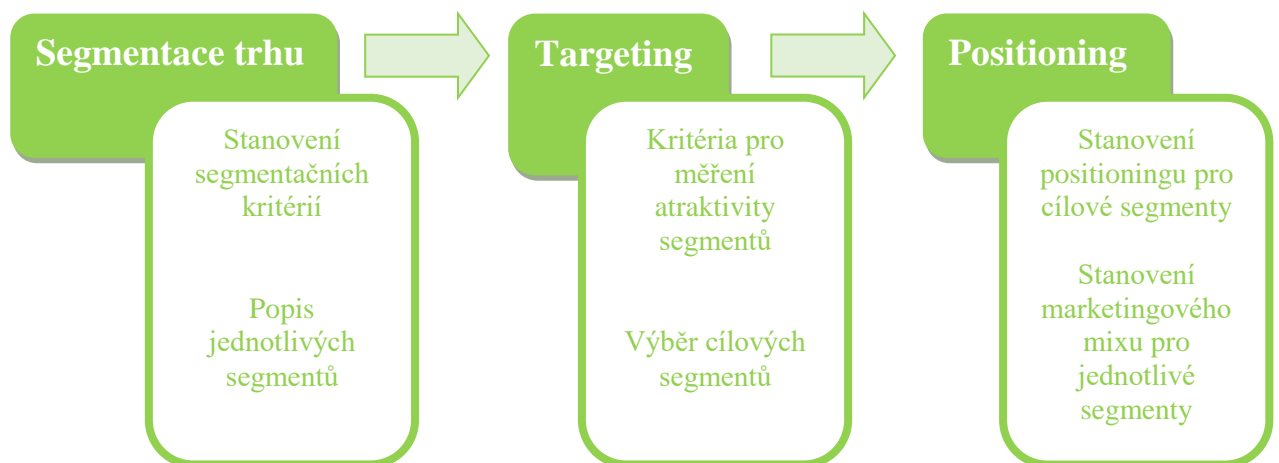 Segmentace trhu
Stanovení
segmentačních
kritérií
Popis
jednotlivých
segmentů
Targeting
Kritéria pro
měření
atraktivity
segmentů
Výběr cílových
segmentů
Positioning
Stanovení
positioningu pro
cílové segmenty
Stanovení
marketingového
mixu pro
jednotlivé
segmenty